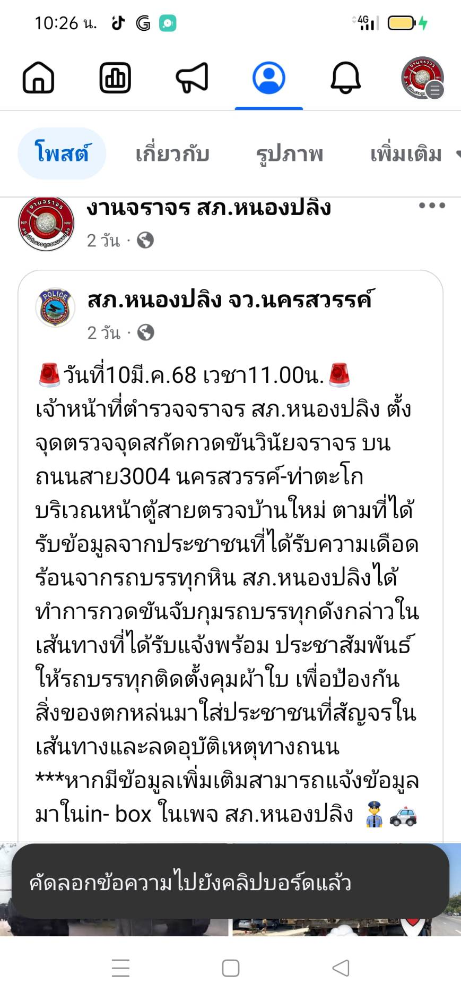 10:26 น.
4G
โพสต์ เกี่ยวกับ รูปภาพ เพิ่มเติม
งานจราจร สภ.หนองปลิง
2 วัน ·
POLICE
สภ.หนองปลิง จว.นครสวรรค์
2 วัน ·
🚨วันที่10มี.ค.68 เวชา11.00น.🚨
เจ้าหน้าที่ตำรวจจราจร สภ.หนองปลิง ตั้ง
จุดตรวจจุดสกัดกวดขันวินัยจราจร บน
ถนนสาย3004 นครสวรรค์-ท่าตะโก
บริเวณหน้าตู้สายตรวจบ้านใหม่ ตามที่ได้
รับข้อมูลจากประชาชนที่ได้รับความเดือด
ร้อนจากรถบรรทุกหิน สภ.หนองปลิงได้
ทำการกวดขันจับกุมรถบรรทุกดังกล่าวใน
เส้นทางที่ได้รับแจ้งพร้อม ประชาสัมพันธ์
ให้รถบรรทุกติดตั้งคุมผ้าใบ เพื่อป้องกัน
สิ่งของตกหล่นมาใส่ประชาชนที่สัญจรใน
เส้นทางและลดอุบัติเหตุทางถนน
***หากมีข้อมูลเพิ่มเติมสามารถแจ้งข้อมูล
มาในin- box ในเพจ สภ.หนองปลิง 👮🚓
คัดลอกข้อความไปยังคลิปบอร์ดแล้ว